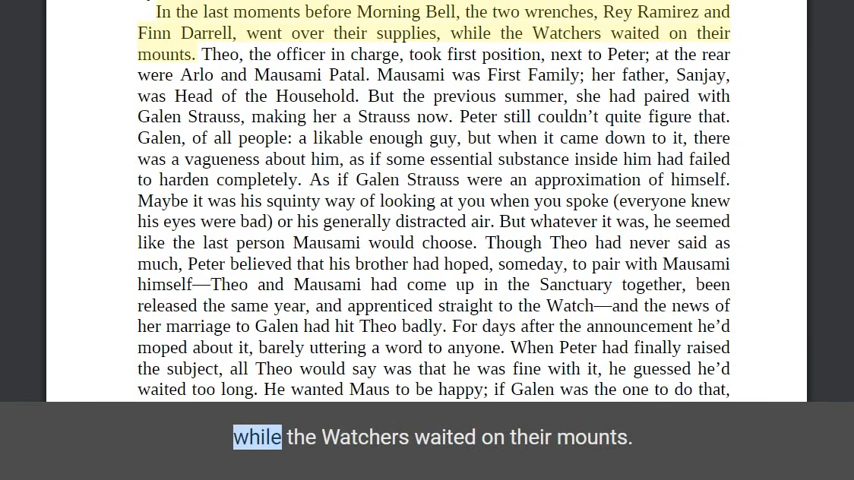 In the last moments before Morning Bell, the two wrenches, Rey Ramirez and
Finn Darrell, went over their supplies, while the Watchers waited on their
mounts. Theo, the officer in charge, took first position, next to Peter; at the rear
were Arlo and Mausami Patal. Mausami was First Family; her father, Sanjay,
was Head of the Household. But the previous summer, she had paired with
Galen Strauss, making her a Strauss now. Peter still couldn’t quite figure that.
Galen, of all people: a likable enough guy, but when it came down to it, there
was a vagueness about him, as if some essential substance inside him had failed
to harden completely. As if Galen Strauss were an approximation of himself.
Maybe it was his squinty way of looking at you when you spoke (everyone knew
his eyes were bad) or his generally distracted air. But whatever it was, he seemed
like the last person Mausami would choose. Though Theo had never said as
much, Peter believed that his brother had hoped, someday, to pair with Mausami
himself—Theo and Mausami had come up in the Sanctuary together, been
released the same year, and apprenticed straight to the Watch—and the news of
her marriage to Galen had hit Theo badly. For days after the announcement he’d
moped about it, barely uttering a word to anyone. When Peter had finally raised
the subject, all Theo would say was that he was fine with it, he guessed he’d
waited too long. He wanted Maus to be happy; if Galen was the one to do that,
while the Watchers waited on their mounts.